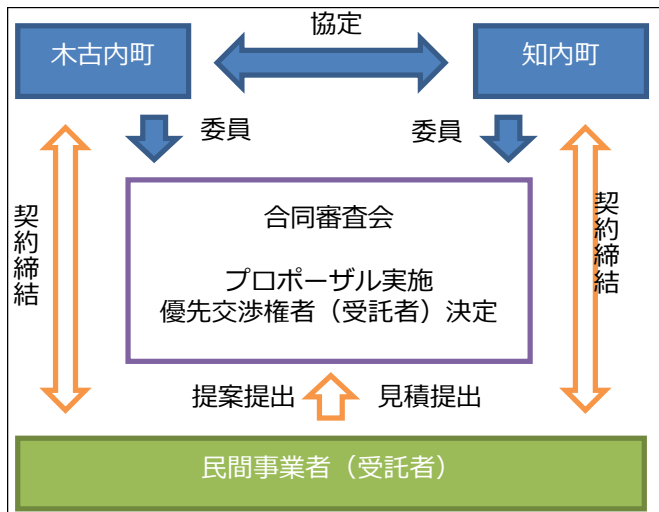 協定
木古内町
知内町
委員
委員
契約締結
契約締結
合同審査会
プロポーザル実施
優先交渉権者（受託者）決定
提案提出
見積提出
民間事業者（受託者）